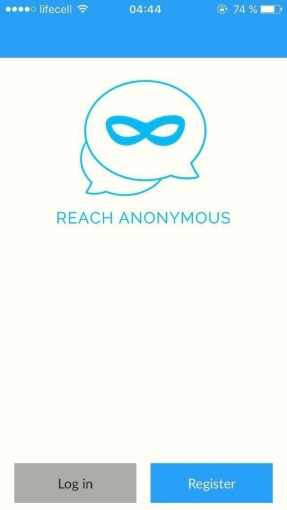 lifecell 04:44 74 %
REACH ANONYMOUS
Log in Register